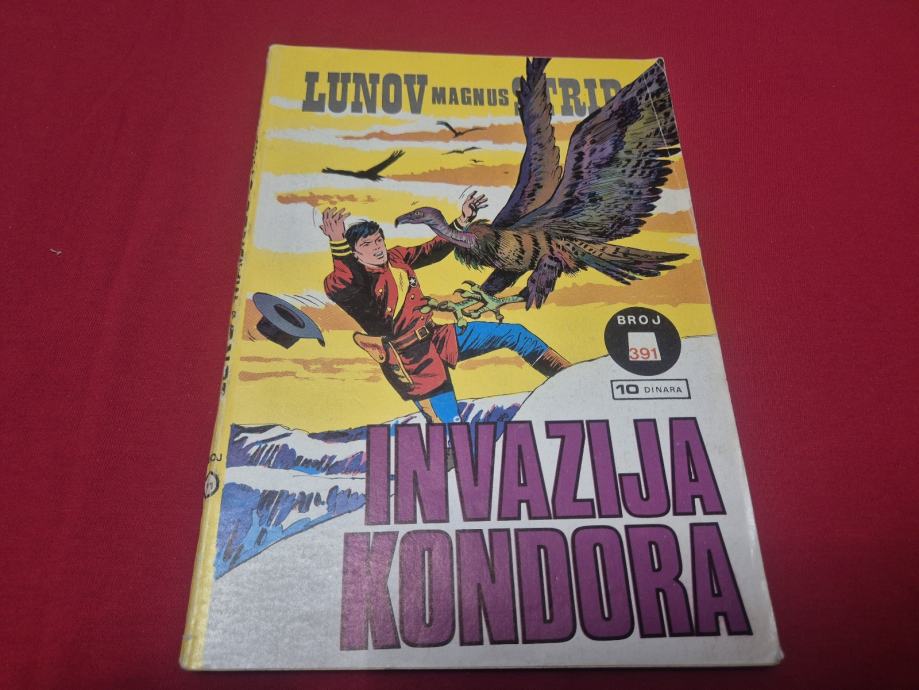 LUNOV MAGNUS STRIP
BROJ
391
10 DINARA
INVAZIJA
KONDORA